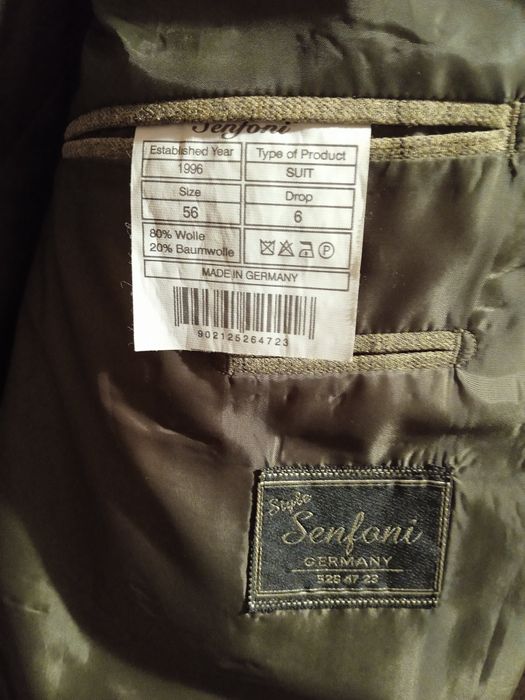 Senfoni
Established Year
Type of Product
1996
SUIT
Size
Drop
56
6
80% Wolle
20% Baumwolle
P
MADE IN GERMANY
902125264723
Style
Senfoni
GERMANY
528 47 23